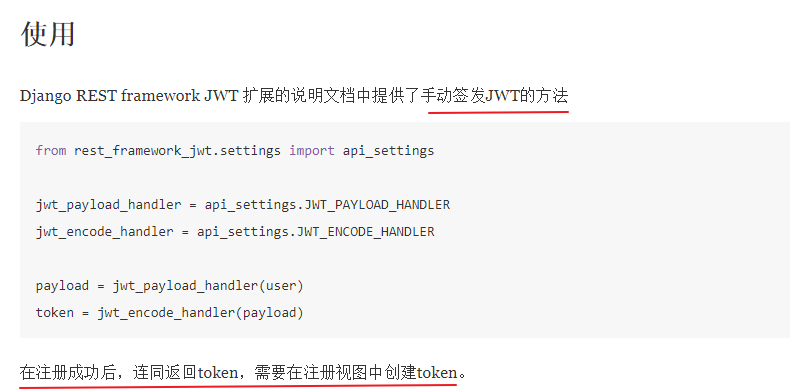 使用
Django REST framework JWT 扩展的说明文档中提供了手动签发JWT的方法
from rest_framework_jwt.settings import api_settings
jwt_payload_handler = api_settings.JWT_PAYLOAD_HANDLER
jwt_encode_handler = api_settings.JWT_ENCODE_HANDLER
payload = jwt_payload_handler(user)
token = jwt_encode_handler(payload)
在注册成功后，连同返回token，需要在注册视图中创建token。